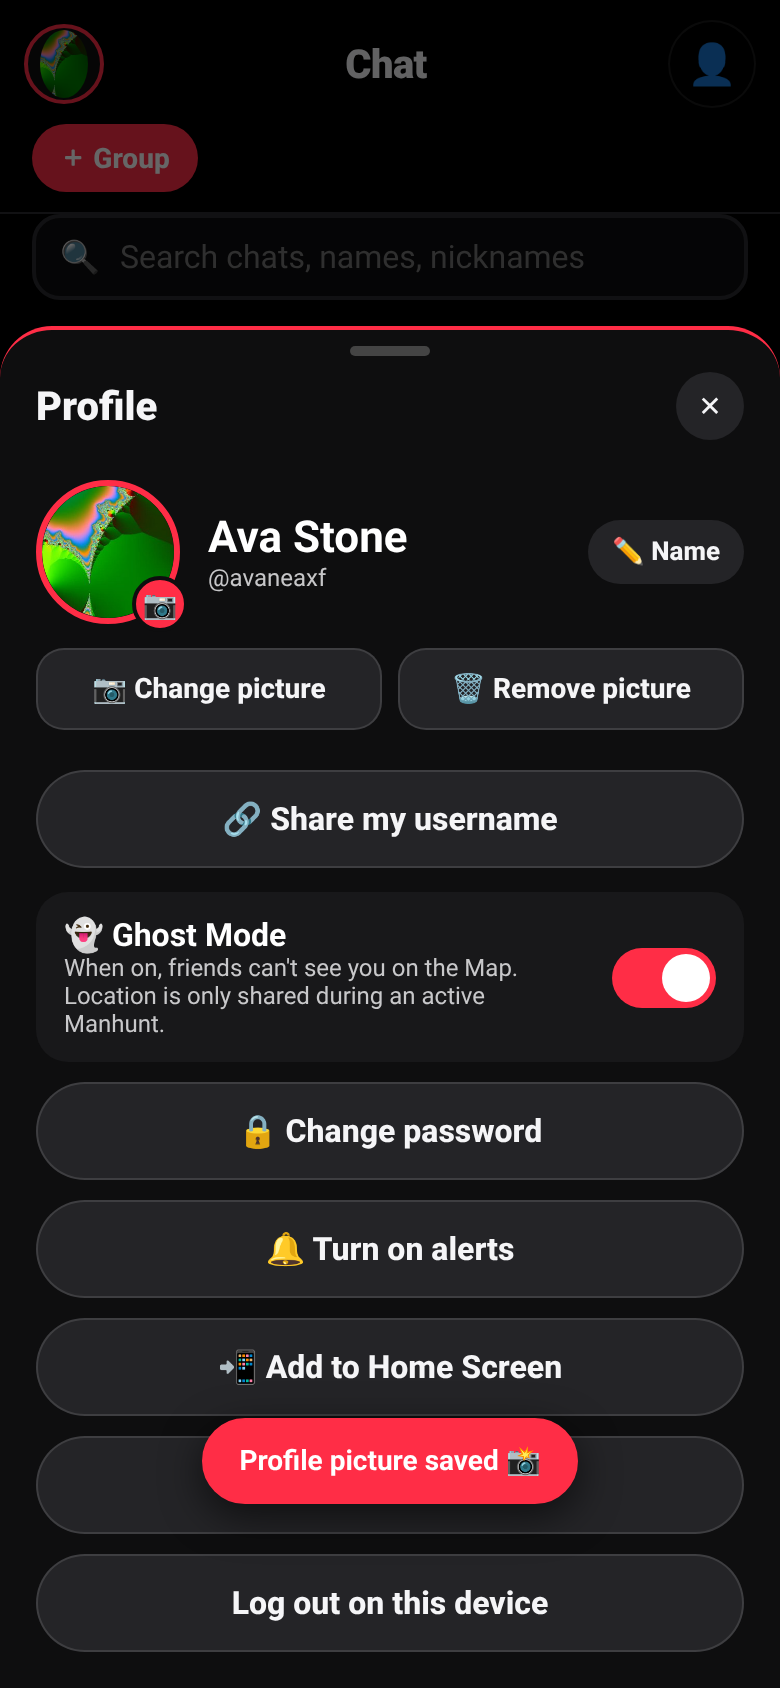 Chat
+ Group
Search chats, names, nicknames
Profile
Ava Stone
@avaneaxf
Name
Change picture
Remove picture
Share my username
Ghost Mode
When on, friends can't see you on the Map.
Location is only shared during an active
Manhunt.
Change password
Turn on alerts
Add to Home Screen
Profile picture saved
Log out on this device